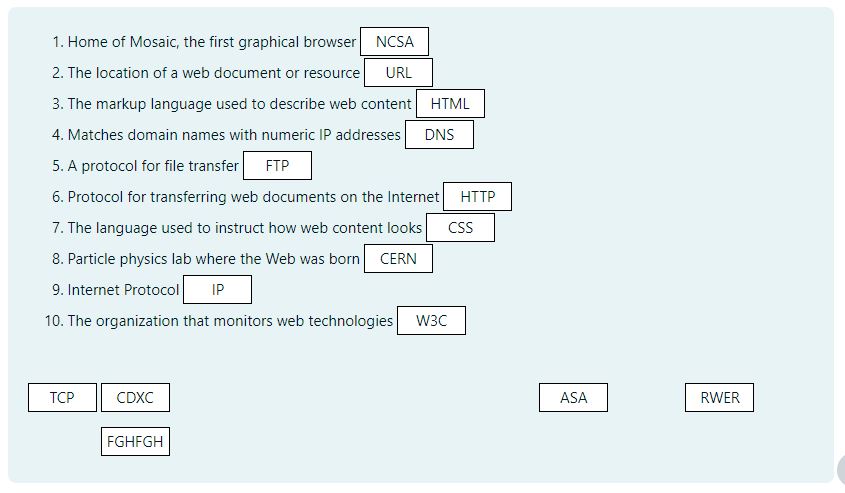 1. Home of Mosaic, the first graphical browser NCSA
2. The location of a web document or resource URL
3. The markup language used to describe web content HTML
4. Matches domain names with numeric IP addresses DNS
5. A protocol for file transfer FTP
6. Protocol for transferring web documents on the Internet HTTP
7. The language used to instruct how web content looks CSS
8. Particle physics lab where the Web was born CERN
9. Internet Protocol IP
10. The organization that monitors web technologies W3C
TCP CDXC ASA RWER
FGHFGH